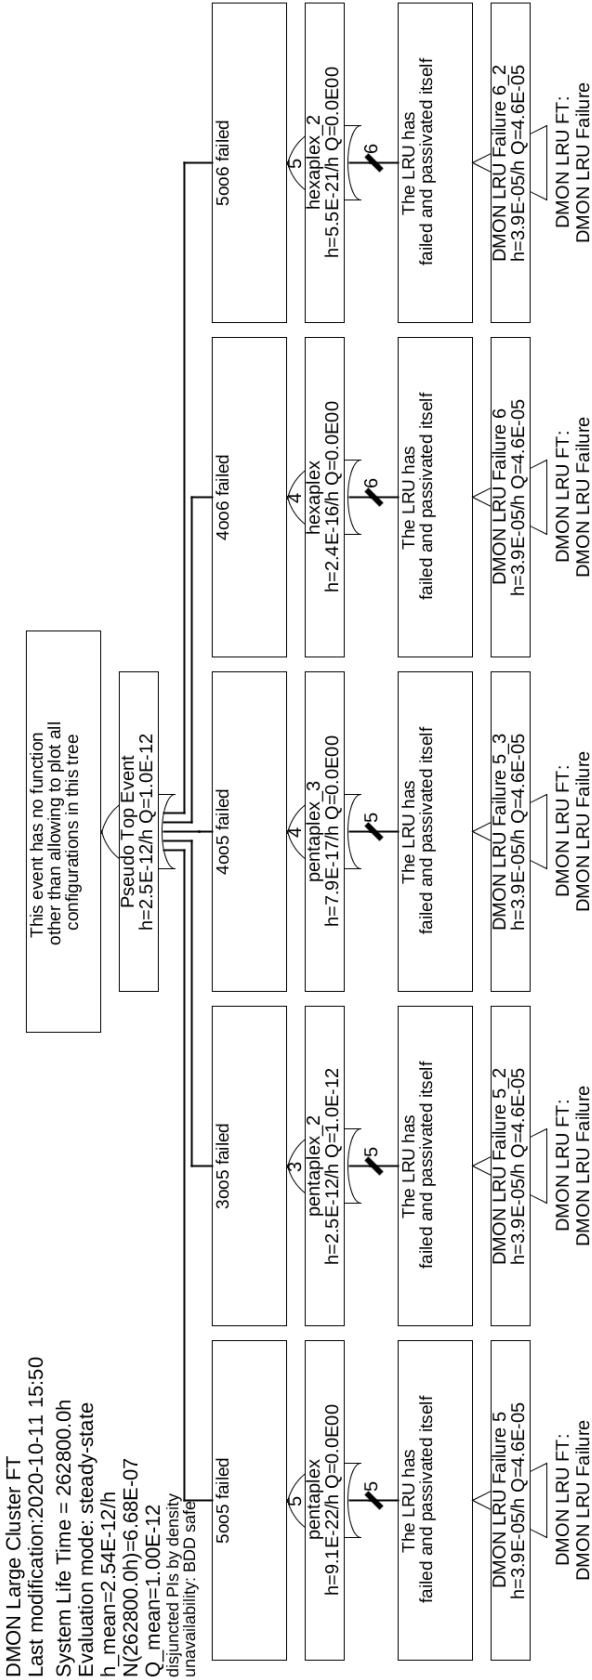 DMON Large Cluster FT
Last modification:2020-10-11 15:50
System Life Time = 262800.0h
Evaluation mode: steady-state
h_mean=2.54E-12/h
N(262800.0h)=6.68E-07
Q_mean=1.00E-12
disjuncted PIs by density
unavailability: BDD safe
This event has no function
other than allowing to plot all
configurations in this tree
Pseudo Top Event
h=2.5E-12/h Q=1.0E-12
5oo5 failed
5
pentaplex
h=9.1E-22/h Q=0.0E00
5
The LRU has
failed and passivated itself
DMON LRU Failure 5
h=3.9E-05/h Q=4.6E-05
DMON LRU FT:
DMON LRU Failure
3oo5 failed
3
pentaplex_2
h=2.5E-12/h Q=1.0E-12
5
The LRU has
failed and passivated itself
DMON LRU Failure 5_2
h=3.9E-05/h Q=4.6E-05
DMON LRU FT:
DMON LRU Failure
4oo5 failed
4
pentaplex_3
h=7.9E-17/h Q=0.0E00
5
The LRU has
failed and passivated itself
DMON LRU Failure 5_3
h=3.9E-05/h Q=4.6E-05
DMON LRU FT:
DMON LRU Failure
4oo6 failed
4
hexaplex
h=2.4E-16/h Q=0.0E00
6
The LRU has
failed and passivated itself
DMON LRU Failure 6
h=3.9E-05/h Q=4.6E-05
DMON LRU FT:
DMON LRU Failure
5oo6 failed
5
hexaplex_2
h=5.5E-21/h Q=0.0E00
6
The LRU has
failed and passivated itself
DMON LRU Failure 6_2
h=3.9E-05/h Q=4.6E-05
DMON LRU FT:
DMON LRU Failure